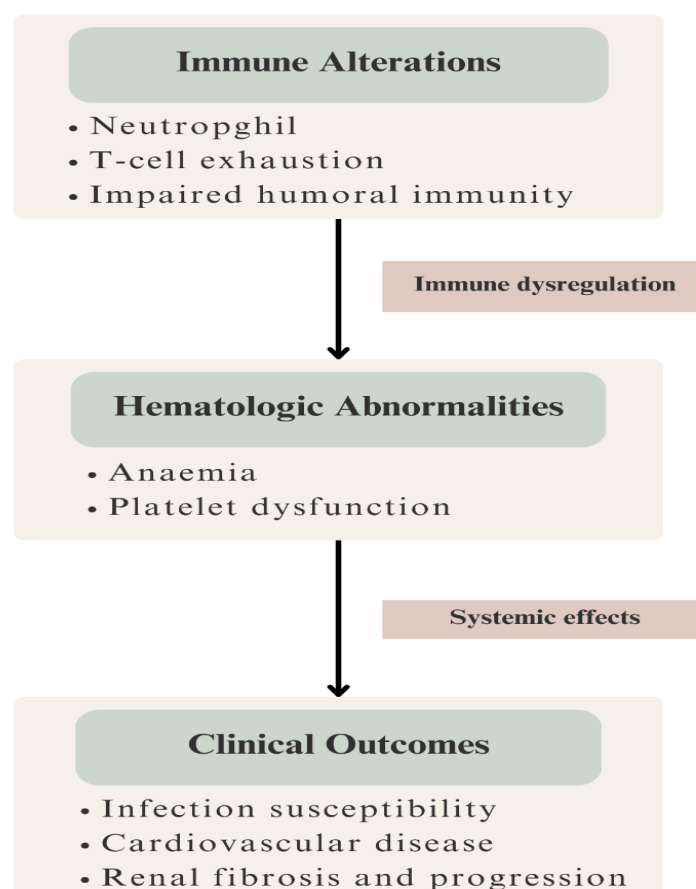 Immune Alterations
• Neutropghil
• T-cell exhaustion
• Impaired humoral immunity
Immune dysregulation
Hematologic Abnormalities
• Anaemia
• Platelet dysfunction
Systemic effects
Clinical Outcomes
• Infection susceptibility
• Cardiovascular disease
• Renal fibrosis and progression